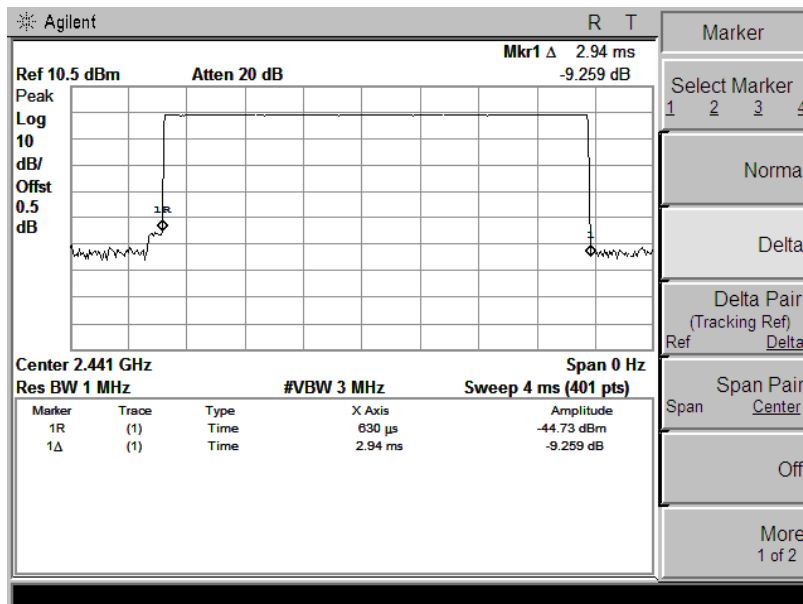 Agilent
R T
Mkr1 Δ 2.94 ms
Ref 10.5 dBm Atten 20 dB -9.259 dB
Peak
Log
10
dB/
Offst
0.5
dB
1R
1
Center 2.441 GHz Span 0 Hz
Res BW 1 MHz #VBW 3 MHz Sweep 4 ms (401 pts)
Marker Trace Type X Axis Amplitude
1R (1) Time 630 µs -44.73 dBm
1Δ (1) Time 2.94 ms -9.259 dB
Marker
Select Marker
1 2 3 4
Norma
Delta
Delta Pair
(Tracking Ref)
Ref Delta
Span Pair
Span Center
Off
More
1 of 2